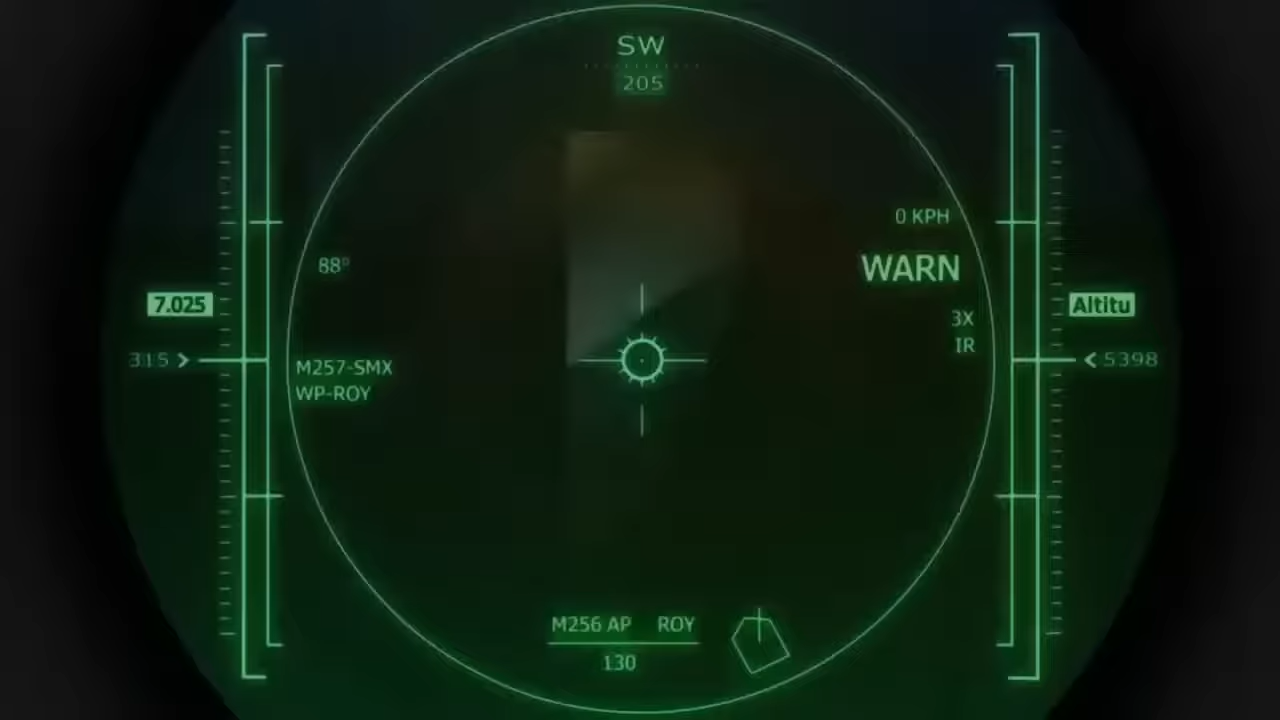 SW
205
0 KPH
88°
WARN
7.025
Altitu
3X
IR
315
5398
M257-SMX
WP-ROY
M256 AP ROY
130